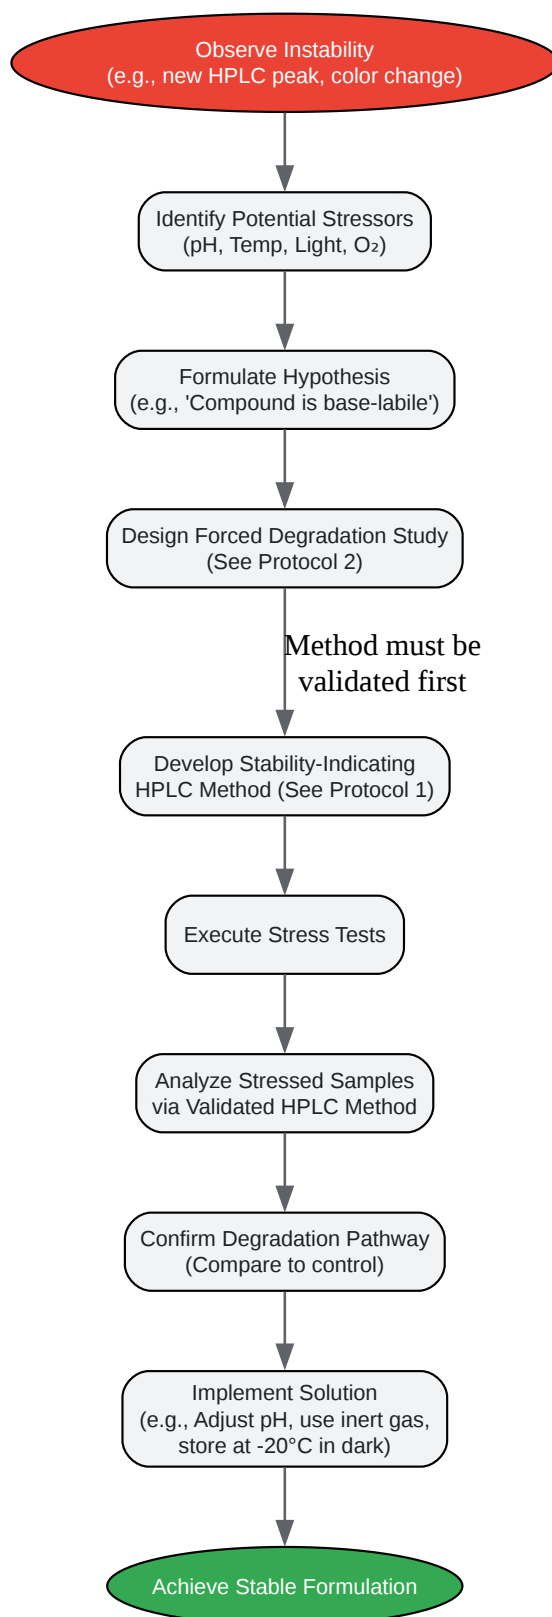 Observe Instability
(e.g., new HPLC peak, color change)
Identify Potential Stressors
(pH, Temp, Light, O₂)
Formulate Hypothesis
(e.g., 'Compound is base-labile')
Design Forced Degradation Study
(See Protocol 2)
Method must be
validated first
Develop Stability-Indicating
HPLC Method (See Protocol 1)
Execute Stress Tests
Analyze Stressed Samples
via Validated HPLC Method
Confirm Degradation Pathway
(Compare to control)
Implement Solution
(e.g., Adjust pH, use inert gas,
store at -20°C in dark)
Achieve Stable Formulation